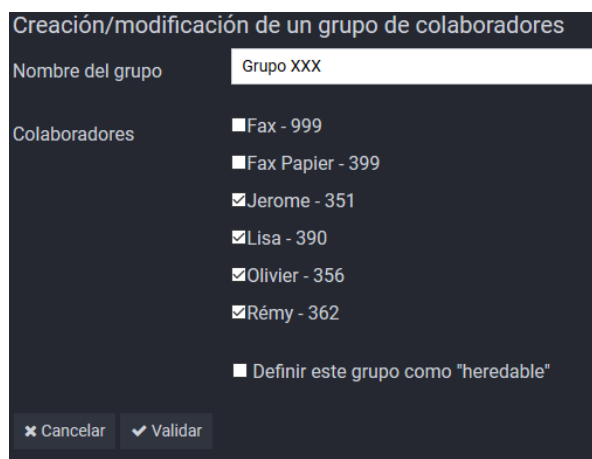 Creación/modificación de un grupo de colaboradores
Nombre del grupo
Grupo XXX
Colaboradores
Fax - 999
Fax Papier - 399
Jerome - 351
Lisa - 390
Olivier - 356
Rémy - 362
Definir este grupo como "heredable"
Cancelar
Validar